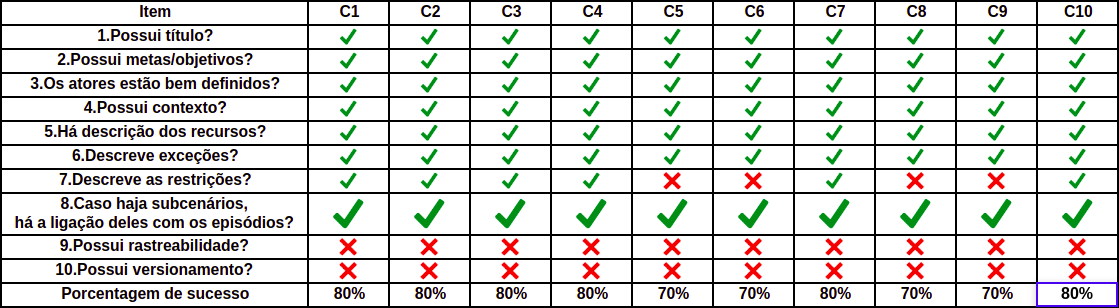 Item C1 C2 C3 C4 C5 C6 C7 C8 C9 C10
1.Possui título?
2.Possui metas/objetivos?
3.Os atores estão bem definidos?
4.Possui contexto?
5.Há descrição dos recursos?
6.Descreve exceções?
7.Descreve as restrições?
8.Caso haja subcenários,
há a ligação deles com os episódios?
9.Possui rastreabilidade?
10.Possui versionamento?
Porcentagem de sucesso 80% 80% 80% 80% 70% 70% 80% 70% 70% 80%